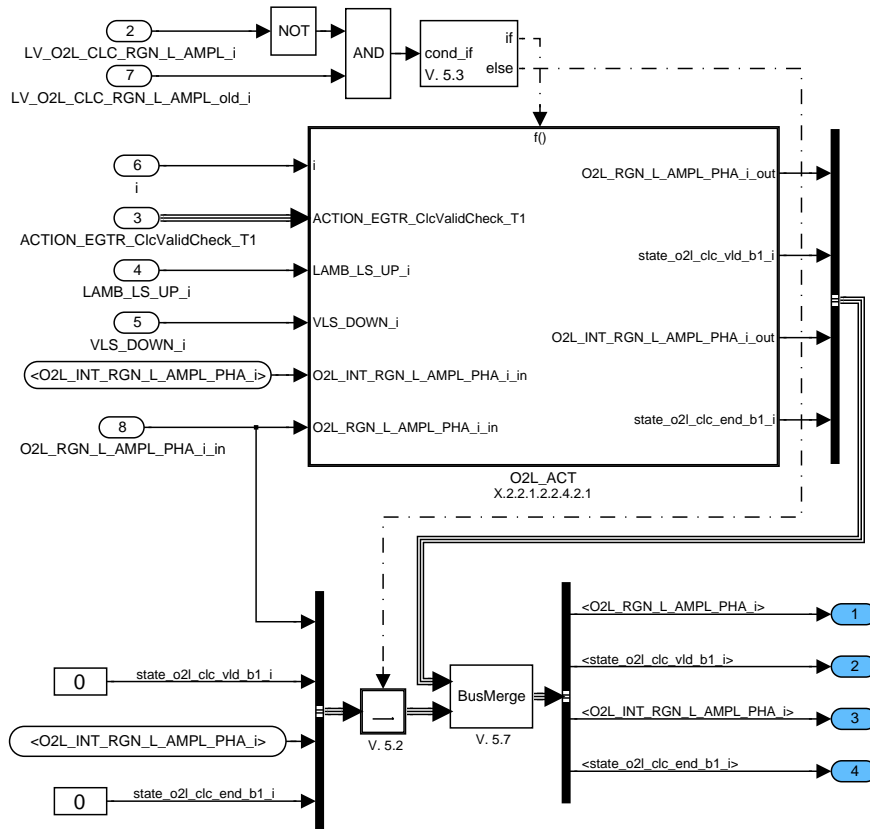 2
NOT
LV_O2L_CLC_RGN_L_AMPL_i
AND
7
LV_O2L_CLC_RGN_L_AMPL_old_i
if
cond_if
else
V. 5.3
f()
6
i
i
O2L_RGN_L_AMPL_PHA_i_out
3
ACTION_EGTR_ClcValidCheck_T1
ACTION_EGTR_ClcValidCheck_T1
state_o2l_clc_vld_b1_i
4
LAMB_LS_UP_i
LAMB_LS_UP_i
5
VLS_DOWN_i
VLS_DOWN_i
O2L_INT_RGN_L_AMPL_PHA_i_out
<O2L_INT_RGN_L_AMPL_PHA_i>
O2L_INT_RGN_L_AMPL_PHA_i_in
8
O2L_RGN_L_AMPL_PHA_i_in
O2L_RGN_L_AMPL_PHA_i_in
state_o2l_clc_end_b1_i
O2L_ACT
X.2.2.1.2.2.4.2.1
<O2L_RGN_L_AMPL_PHA_i>
1
0
state_o2l_clc_vld_b1_i
<state_o2l_clc_vld_b1_i>
2
BusMerge
<O2L_INT_RGN_L_AMPL_PHA_i>
3
<O2L_INT_RGN_L_AMPL_PHA_i>
V. 5.2
V. 5.7
<state_o2l_clc_end_b1_i>
4
0
state_o2l_clc_end_b1_i